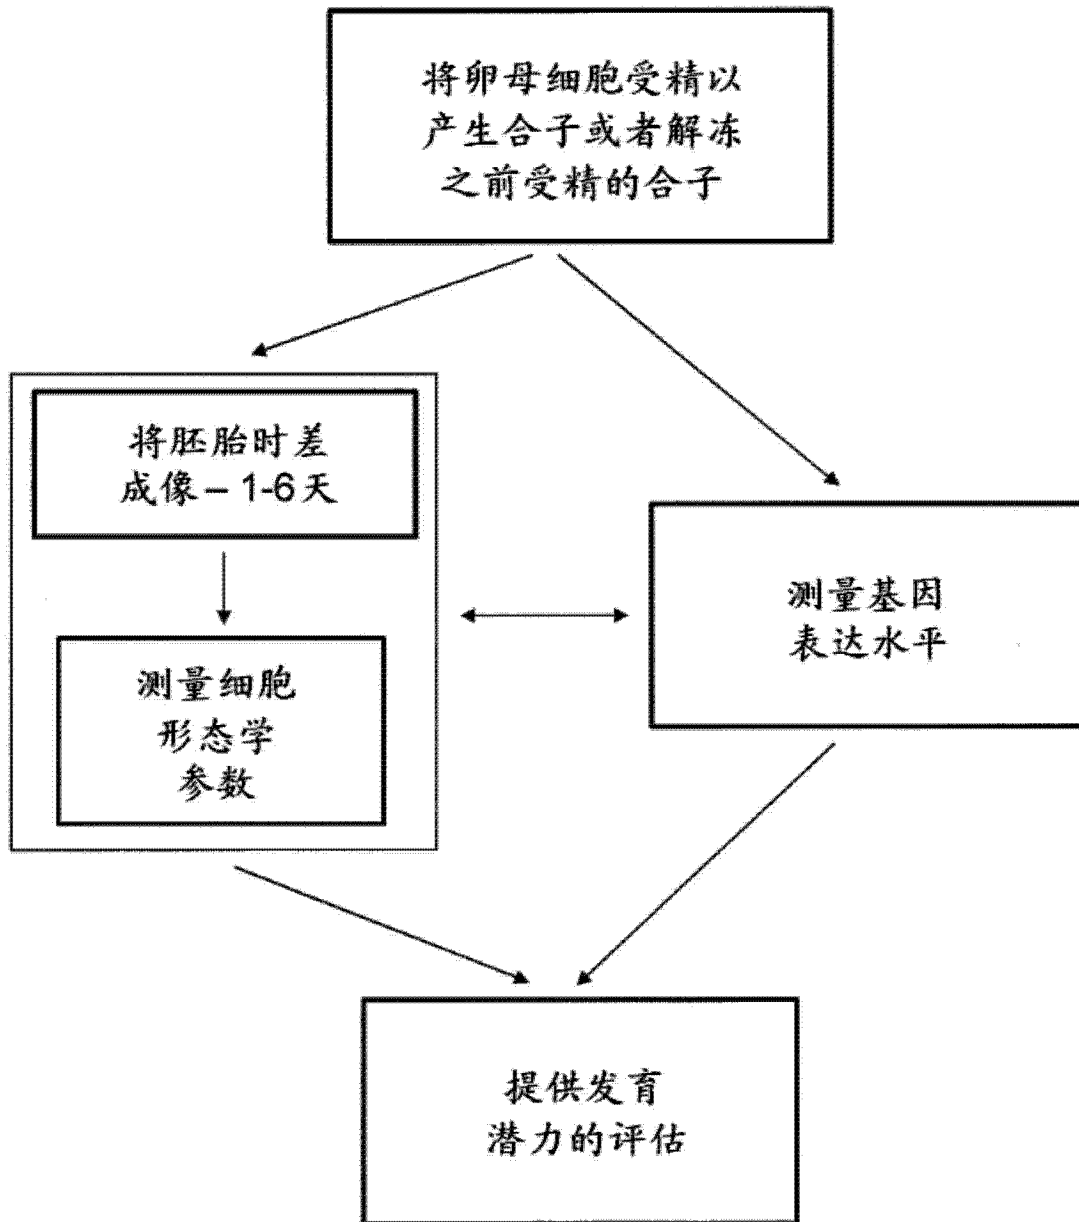 将卵母细胞受精以
产生合子或者解冻
之前受精的合子
将胚胎时差
成像 – 1-6天
测量细胞
形态学
参数
测量基因
表达水平
提供发育
潜力的评估